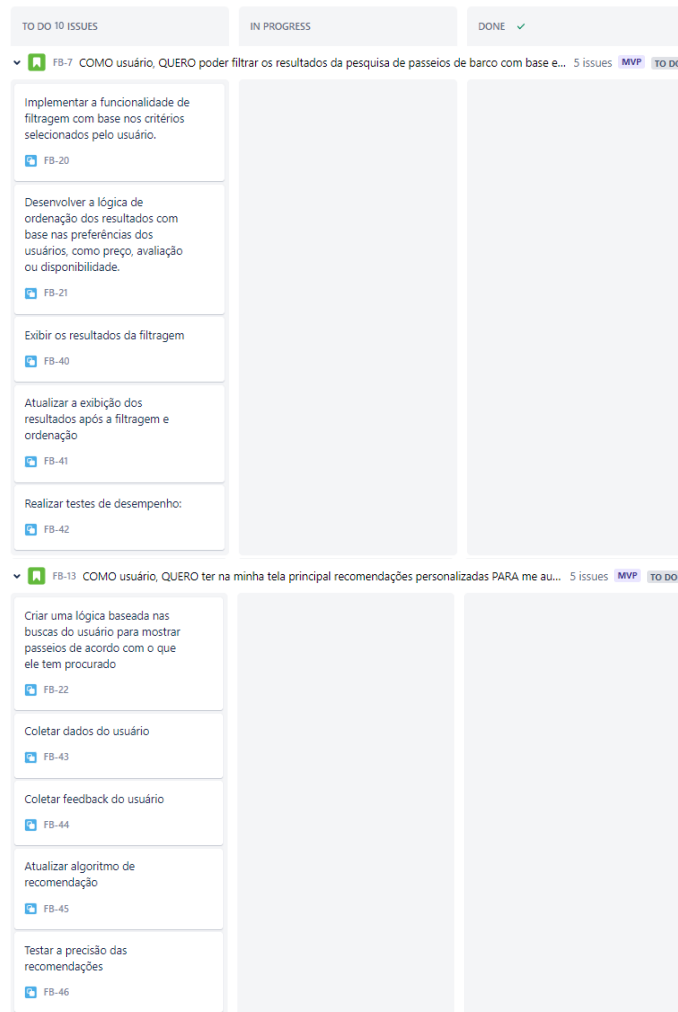 TO DO 10 ISSUES
IN PROGRESS
DONE
FB-7 COMO usuário, QUERO poder filtrar os resultados da pesquisa de passeios de barco com base e... 5 issues MVP TO DO
Implementar a funcionalidade de
filtragem com base nos critérios
selecionados pelo usuário.
FB-20
Desenvolver a lógica de
ordenação dos resultados com
base nas preferências dos
usuários, como preço, avaliação
ou disponibilidade.
FB-21
Exibir os resultados da filtragem
FB-40
Atualizar a exibição dos
resultados após a filtragem e
ordenação
FB-41
Realizar testes de desempenho:
FB-42
FB-13 COMO usuário, QUERO ter na minha tela principal recomendações personalizadas PARA me au... 5 issues MVP TO DO
Criar uma lógica baseada nas
buscas do usuário para mostrar
passeios de acordo com o que
ele tem procurado
FB-22
Coletar dados do usuário
FB-43
Coletar feedback do usuário
FB-44
Atualizar algoritmo de
recomendação
FB-45
Testar a precisão das
recomendações
FB-46